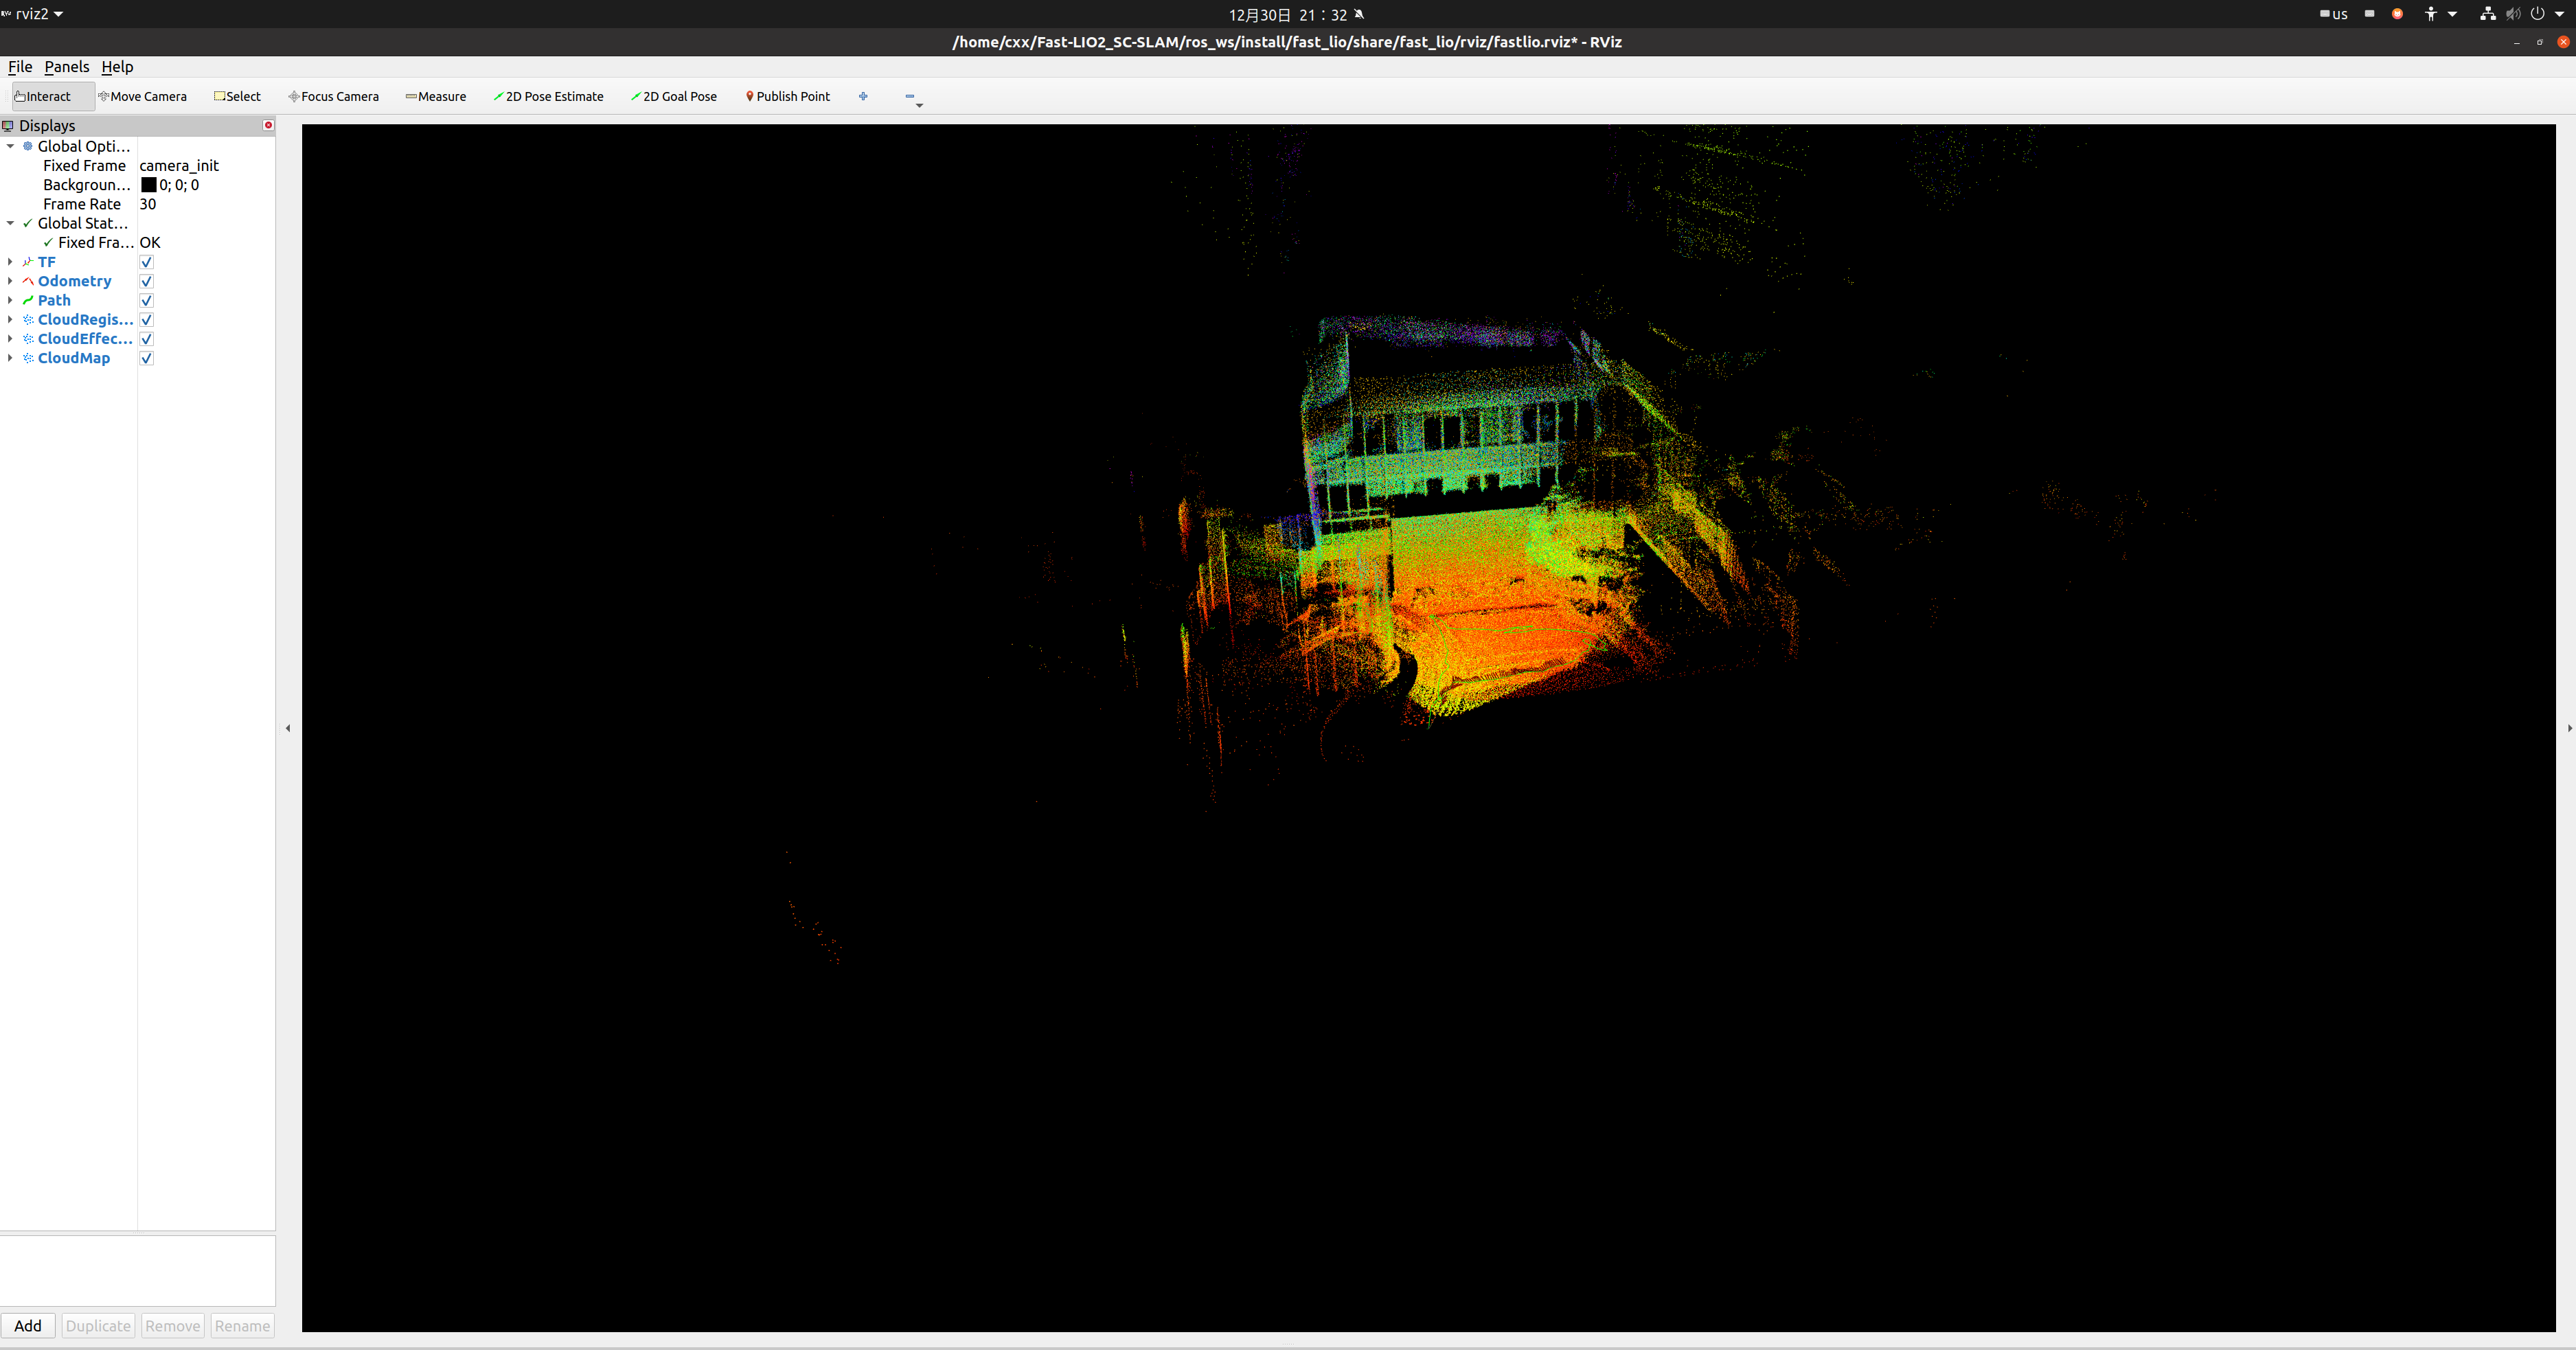 rviz2
12月30日 21：32
us
/home/cxx/Fast-LIO2_SC-SLAM/ros_ws/install/fast_lio/share/fast_lio/rviz/fastlio.rviz* - RViz
File Panels Help
Interact Move Camera Select Focus Camera Measure 2D Pose Estimate 2D Goal Pose Publish Point
Displays
Global Opti...
Fixed Frame camera_init
Backgroun... 0; 0; 0
Frame Rate 30
Global Stat...
Fixed Fra... OK
TF
Odometry
Path
CloudRegis...
CloudEffec...
CloudMap
Add Duplicate Remove Rename